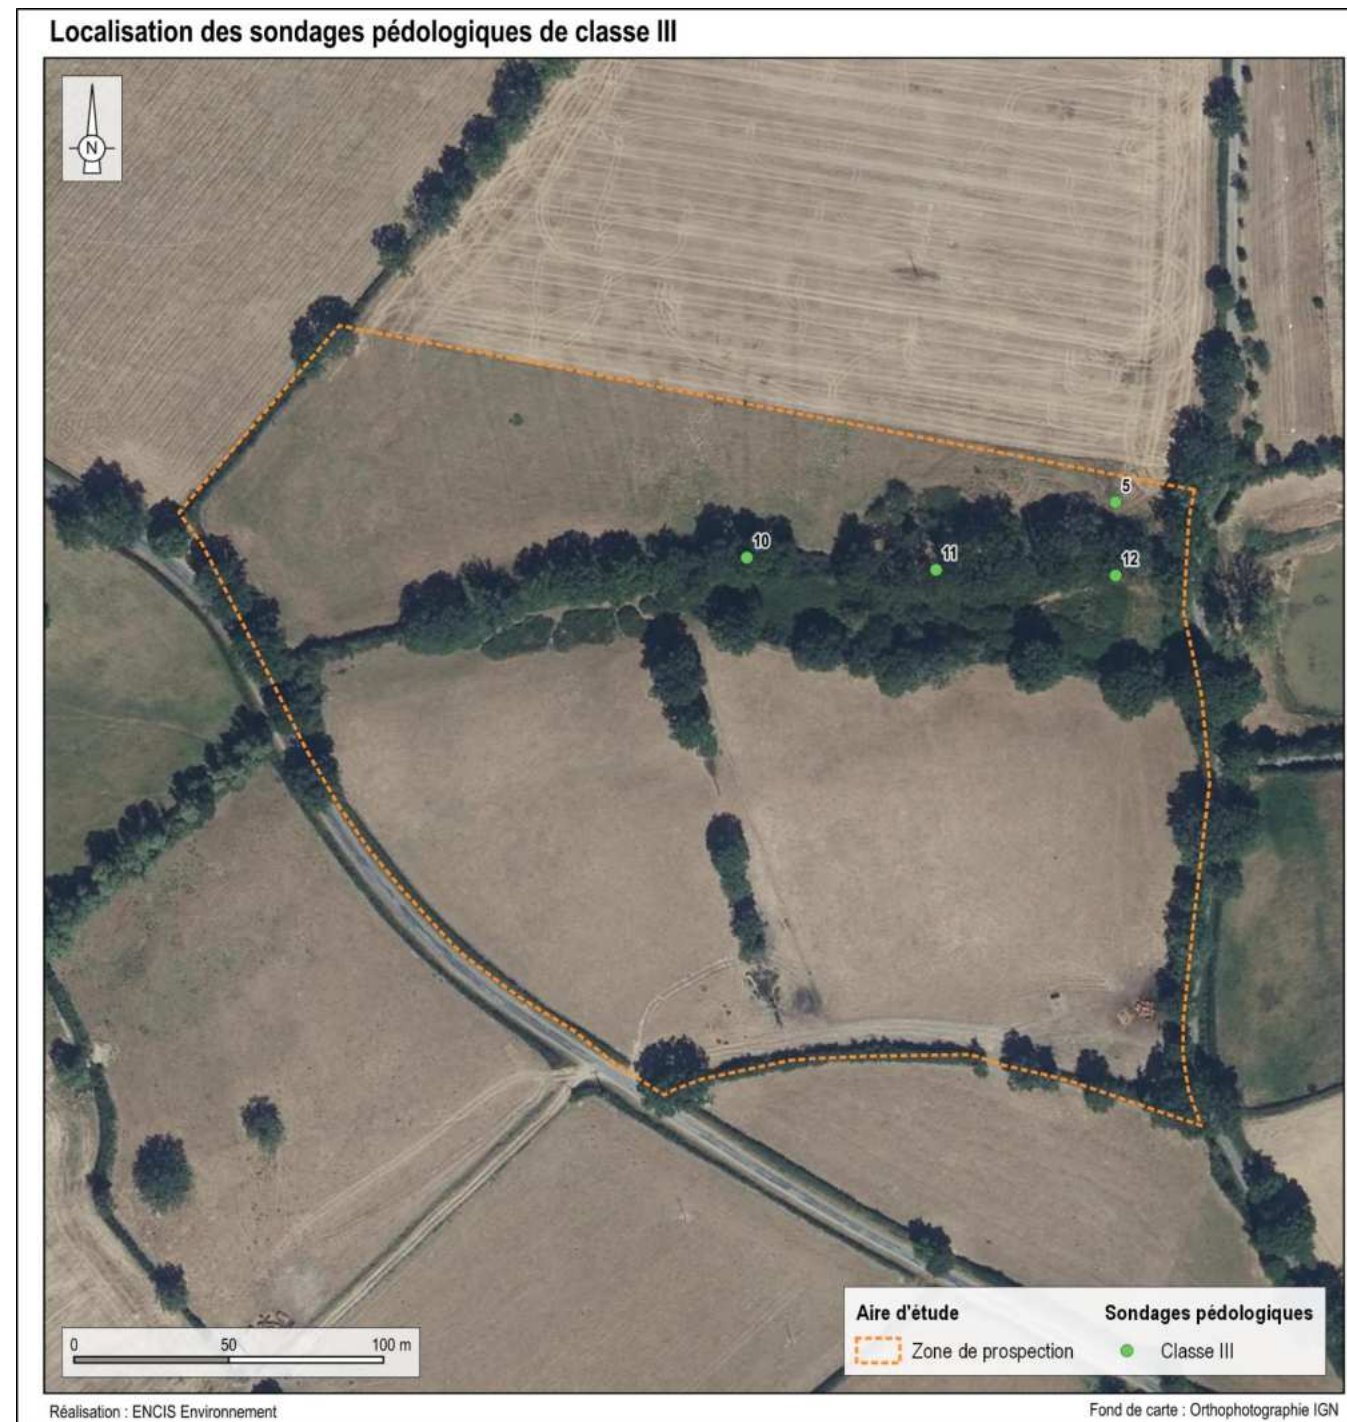 Localisation des sondages pédologiques de classe III
N
5
10
11
12
Aire d'étude
Sondages pédologiques
Zone de prospection
Classe III
0 50 100 m
Réalisation : ENCIS Environnement
Fond de carte : Orthophotographie IGN